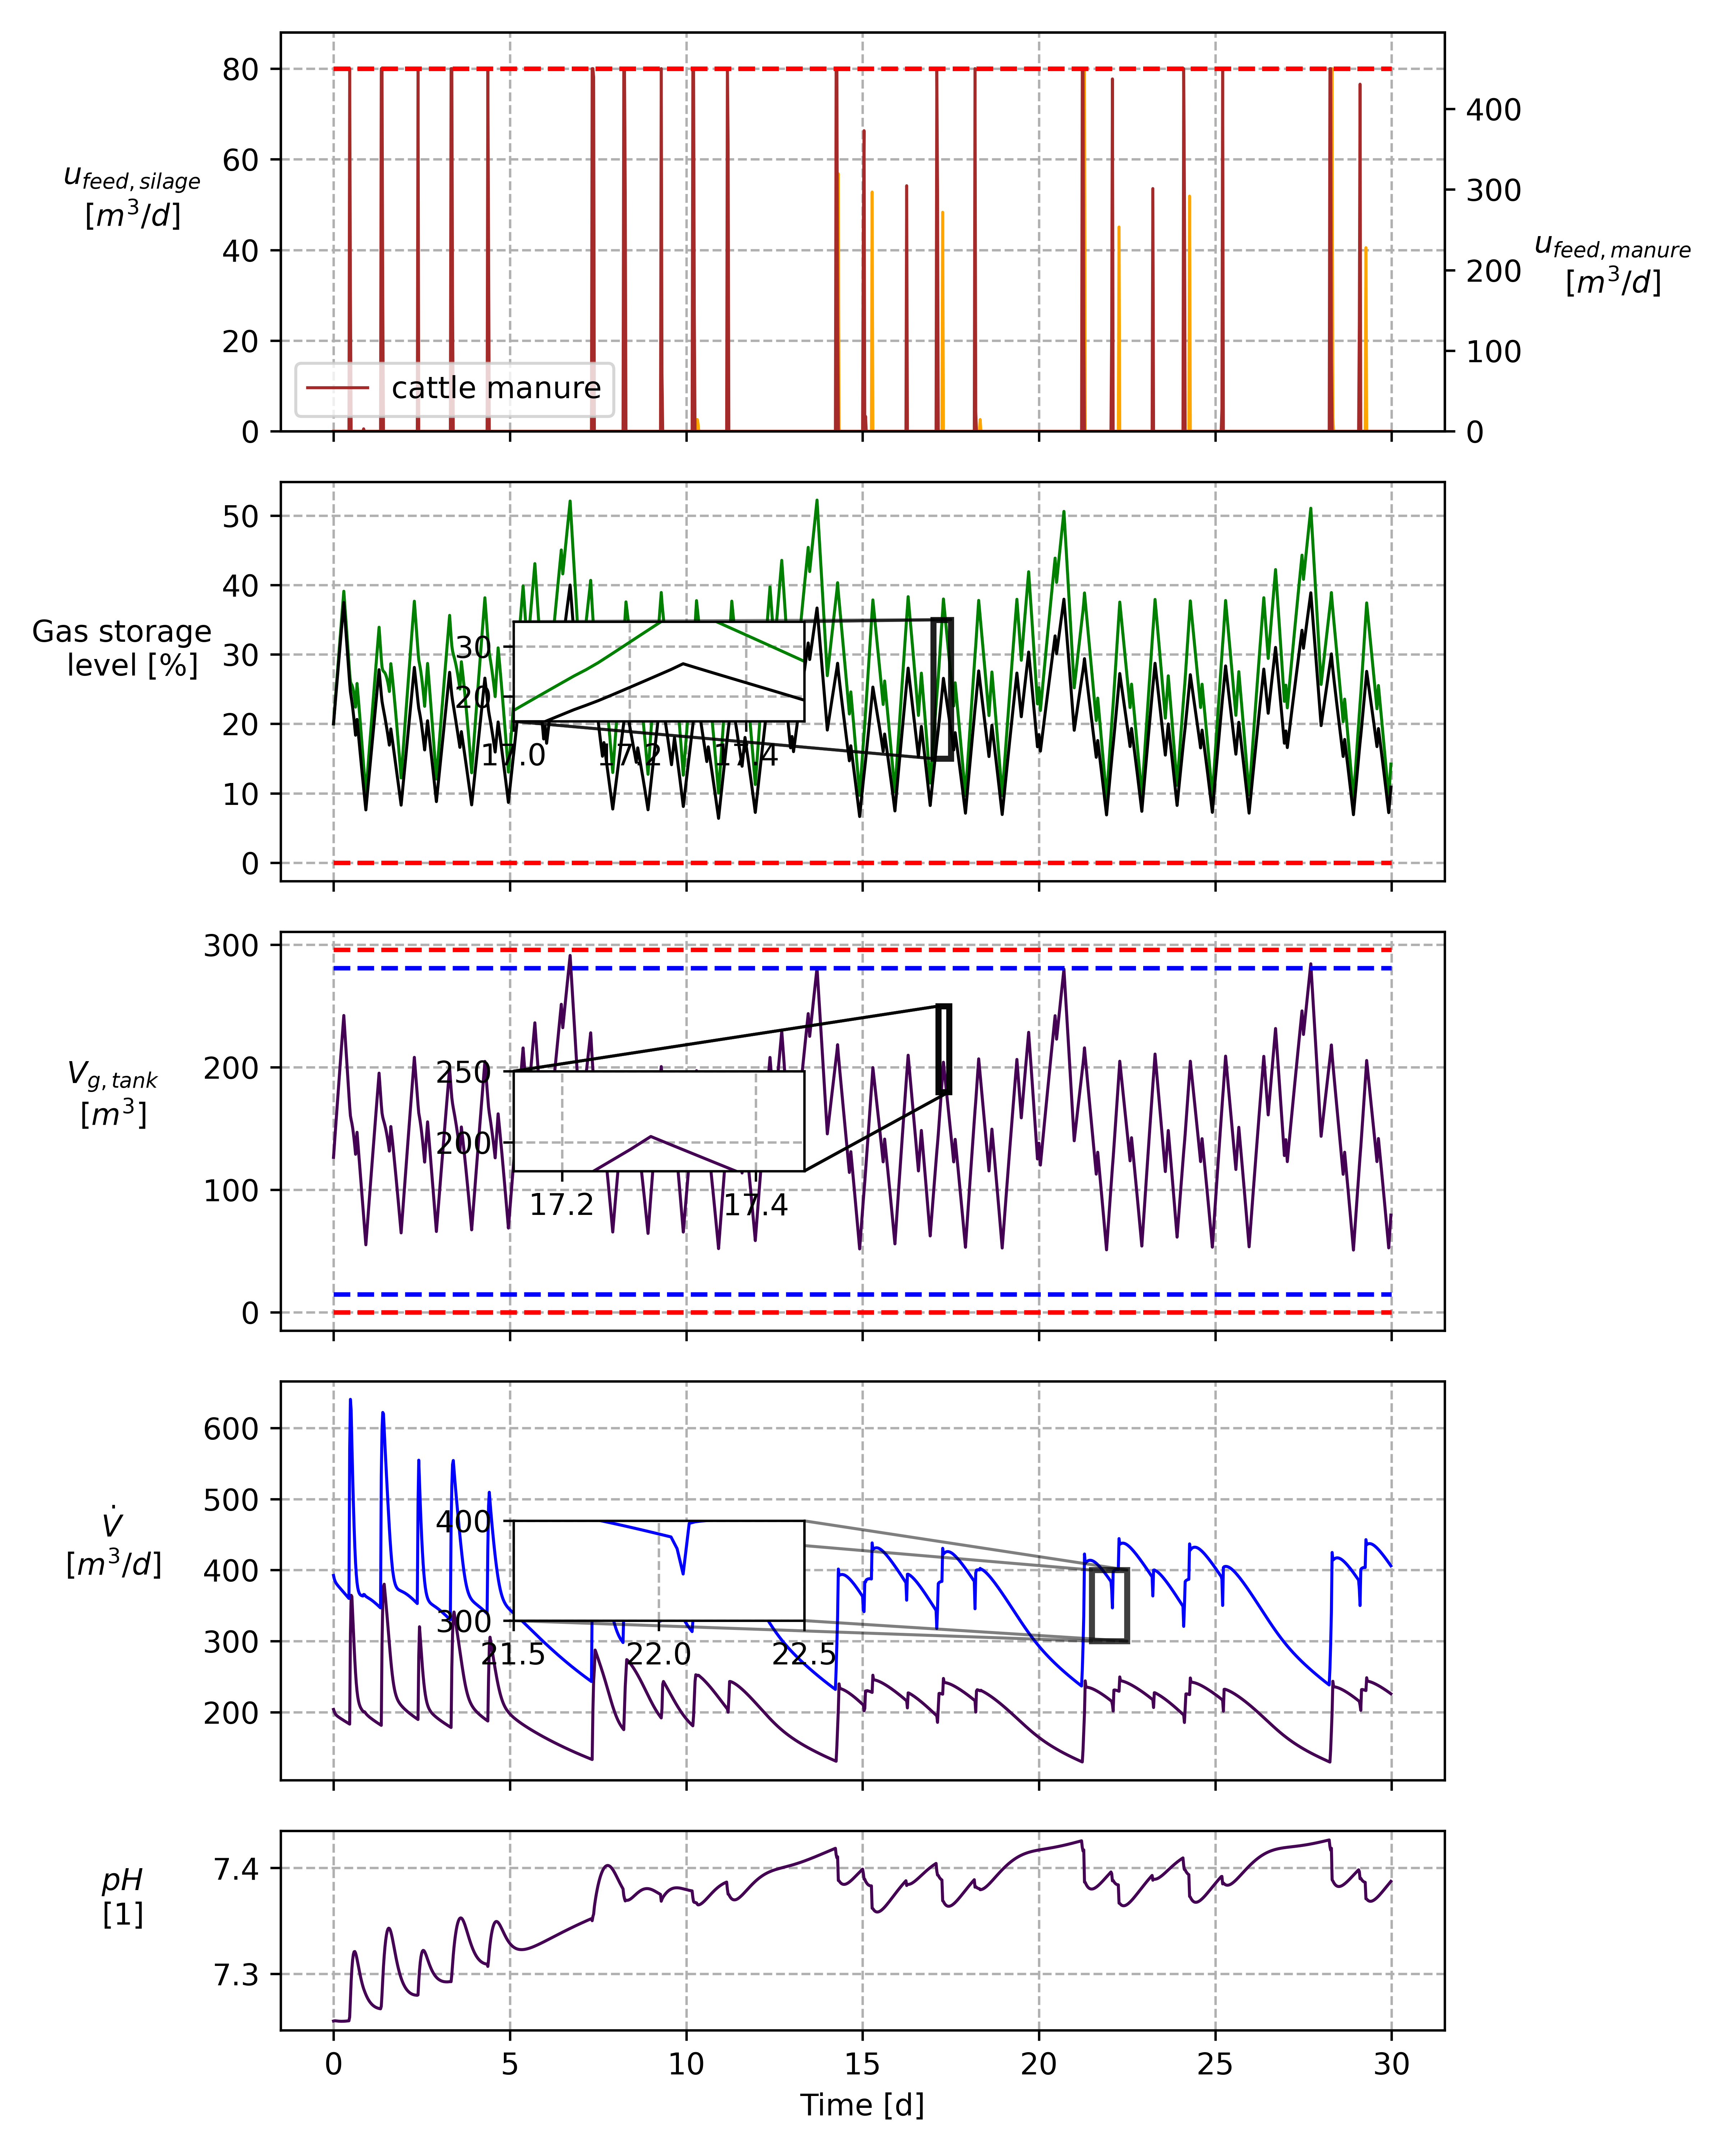 80
60
40
20
0
u_feed,silage
[m³/d]
400
300
200
100
0
u_feed,manure
[m³/d]
cattle manure
50
40
30
20
10
0
Gas storage
level [%]
30
20
17.0 17.2 17.4
300
200
100
0
V_g,tank
[m³]
250
200
17.2 17.4
600
500
400
300
200
V̇
[m³/d]
400
300
21.5 22.0 22.5
7.4
7.3
pH
[1]
0 5 10 15 20 25 30
Time [d]